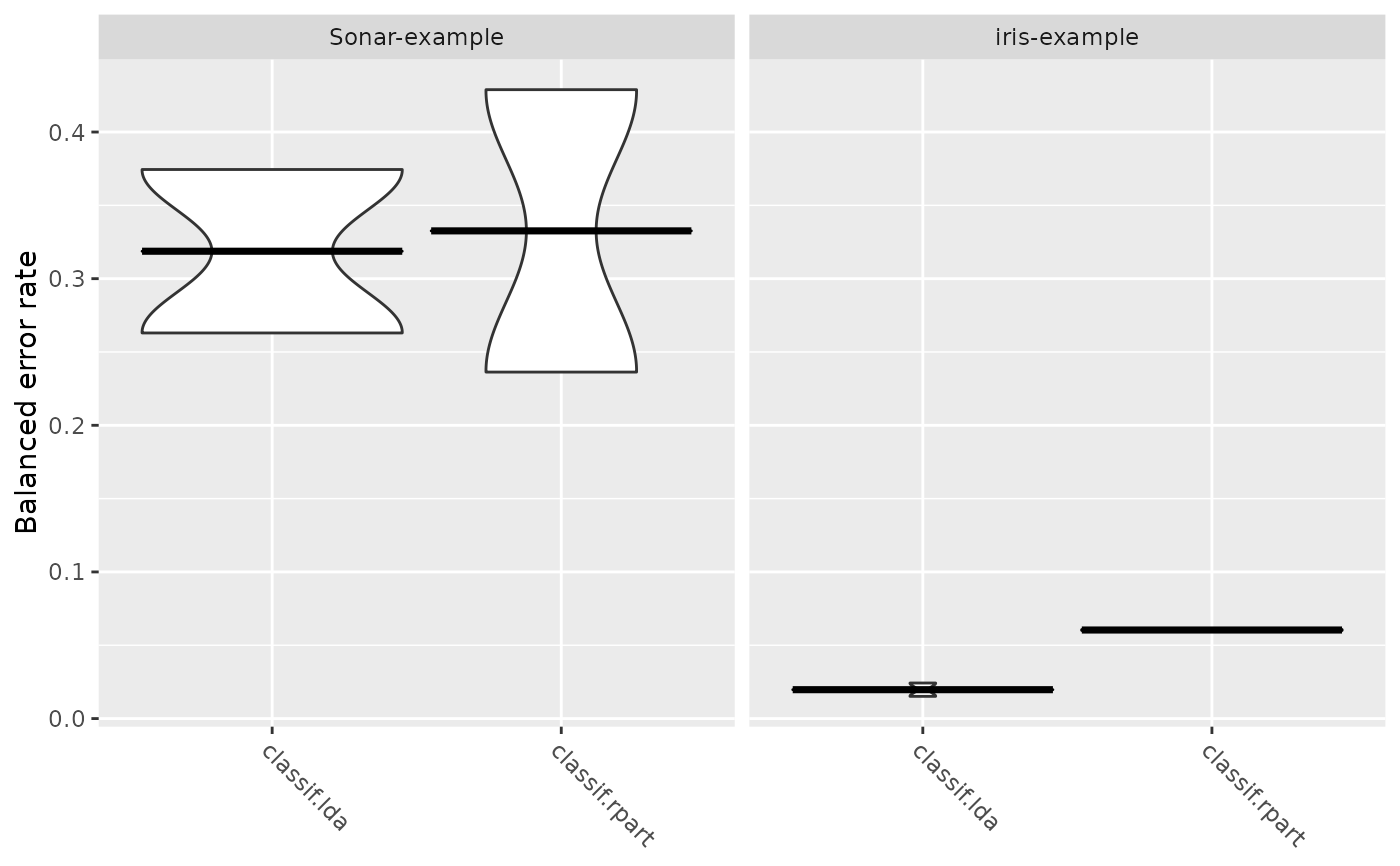 Sonar-example
iris-example
Balanced error rate
0.4
0.3
0.2
0.1
0.0
classif.lda
classif.rpart
classif.lda
classif.rpart